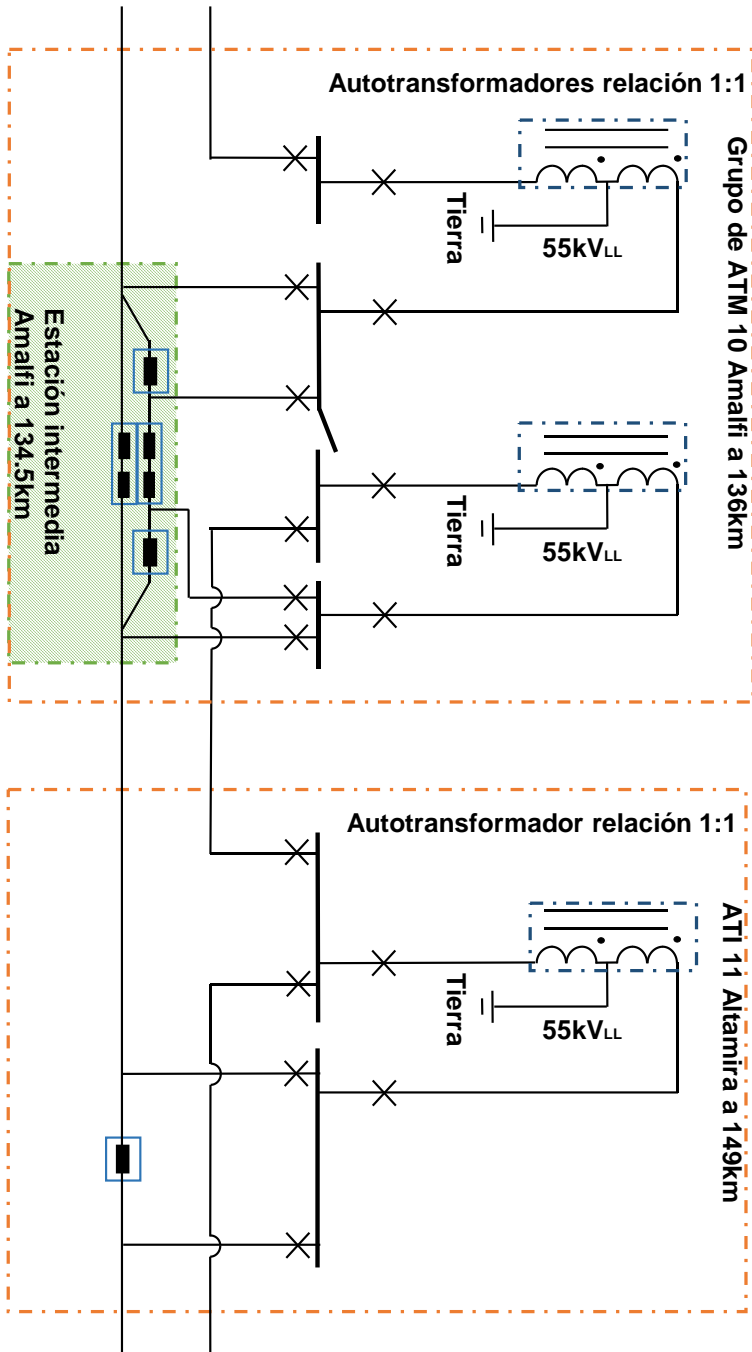 Autotransformadores relación 1:1
Grupo de ATM 10 Amalfi a 136km
Tierra
55kVLL
Tierra
55kVLL
Estación intermedia
Amalfi a 134.5km
Autotransformador relación 1:1
ATI 11 Altamira a 149km
Tierra
55kVLL